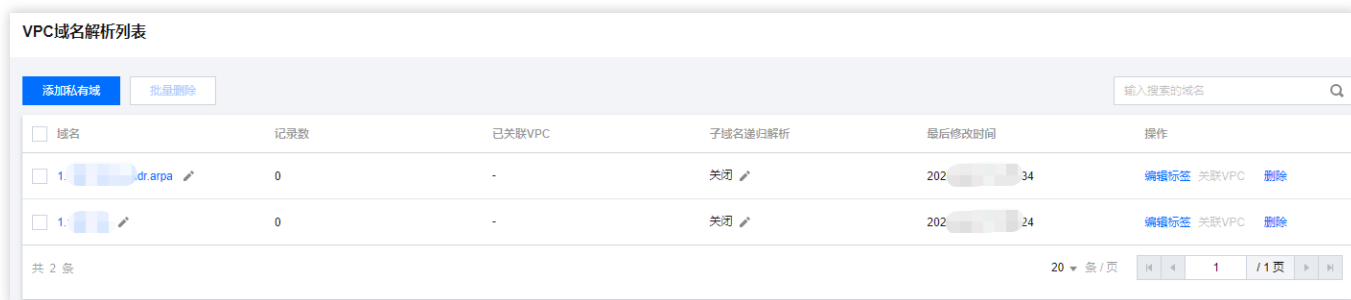 VPC域名解析列表
添加私有域 批量删除 输入搜索的域名
域名 记录数 已关联VPC 子域名递归解析 最后修改时间 操作
1. dr.arpa 0 - 关闭 202 34 编辑标签 关联VPC 删除
1. 0 - 关闭 202 24 编辑标签 关联VPC 删除
共 2 条 20 条 / 页 1 / 1 页